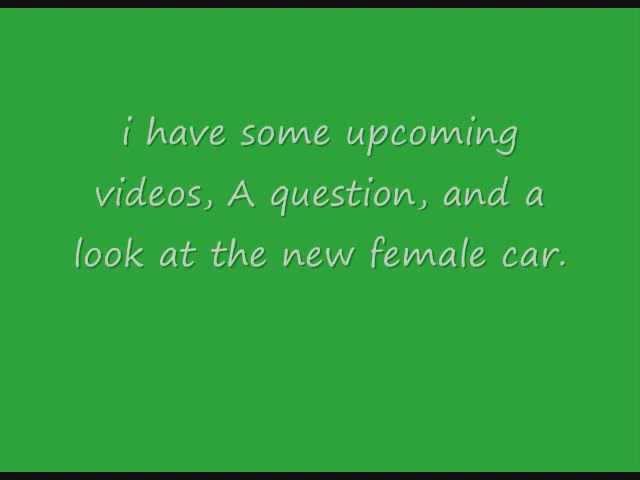 i have some upcoming
videos, A question, and a
look at the new female car.